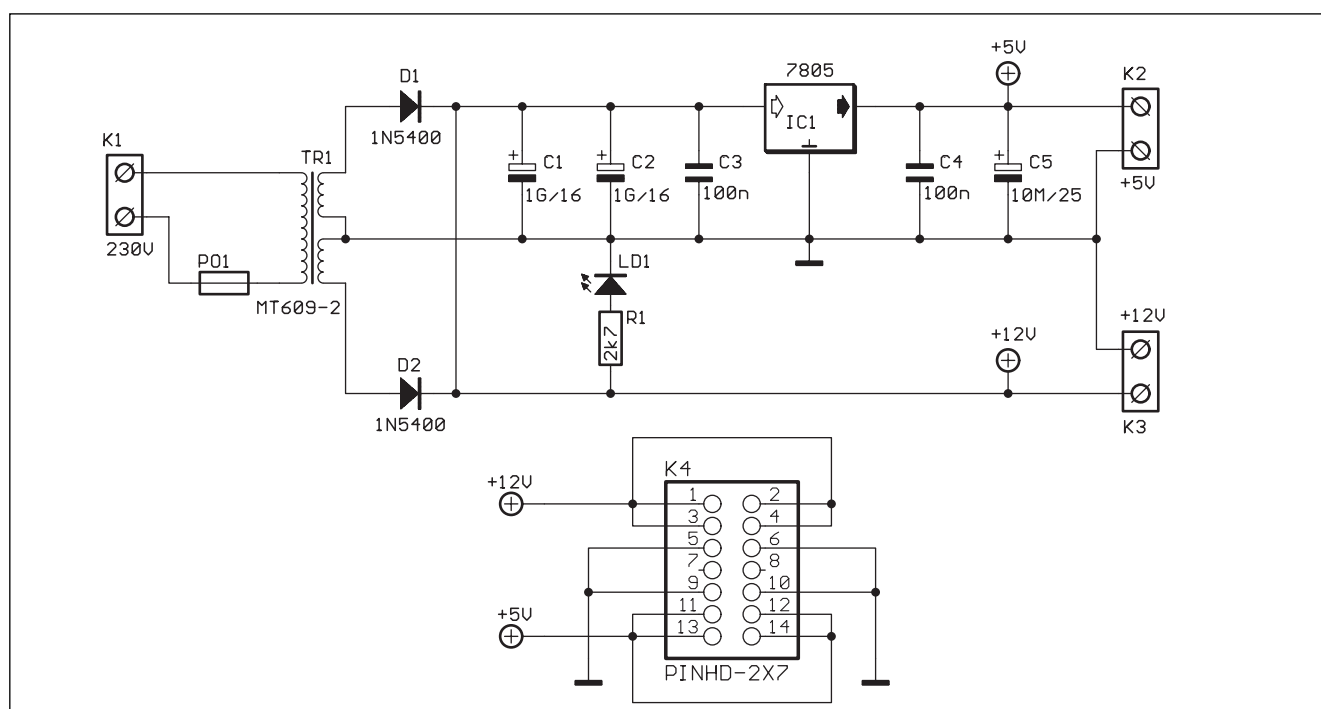 +5V
D1
7805
K2
1N5400
K1
TR1
IC1
C1
C2
C3
C4
C5
1G/16
1G/16
100n
100n
10M/25
+5V
230V
PO1
LD1
MT609-2
R1
+12V
+12V
2k7
D2
1N5400
K3
K4
+12V
1
2
3
4
5
6
7
8
9
10
+5V
11
12
13
14
PINHD-2X7